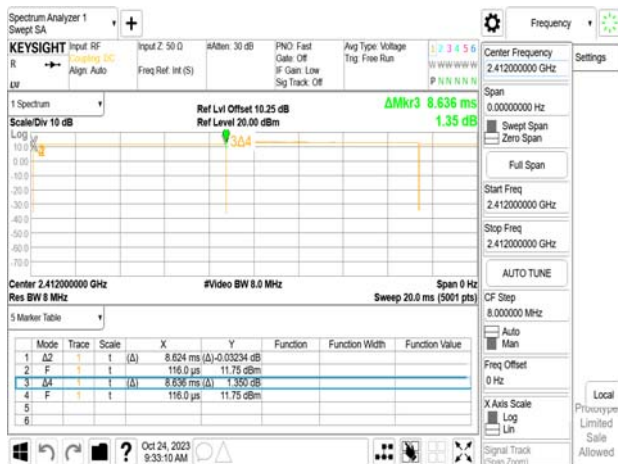 Spectrum Analyzer 1
Swept SA
+
Frequency
KEYSIGHT
R
LVI
Input: RF
Coupling: DC
Align: Auto
Input Z: 50 Ω
Freq Ref: Int (S)
#Atten: 30 dB
PNO: Fast
Gate: Off
IF Gain: Low
Sig Track: Off
Avg Type: Voltage
Trig: Free Run
1 2 3 4 5 6
W W W W W W
P N N N N N
1 Spectrum
Scale/Div 10 dB
Ref Lvl Offset 10.25 dB
Ref Level 20.00 dBm
ΔMkr3 8.636 ms
1.35 dB
Log
3Δ4
10.0
0.00
-10.0
-20.0
-30.0
-40.0
-50.0
-60.0
-70.0
Center 2.412000000 GHz
Res BW 8 MHz
#Video BW 8.0 MHz
Span 0 Hz
Sweep 20.0 ms (5001 pts)
5 Marker Table
Mode Trace Scale X Y Function Function Width Function Value
1 Δ2 1 t (Δ) 8.624 ms (Δ) -0.03234 dB
2 F 1 t 116.0 µs 11.75 dBm
3 Δ4 1 t (Δ) 8.636 ms (Δ) 1.350 dB
4 F 1 t 116.0 µs 11.75 dBm
5
6
Oct 24, 2023
9:33:10 AM
?
Center Frequency
2.412000000 GHz
Span
0.00000000 Hz
Swept Span
Zero Span
Full Span
Start Freq
2.412000000 GHz
Stop Freq
2.412000000 GHz
AUTO TUNE
CF Step
8.000000 MHz
Auto
Man
Freq Offset
0 Hz
X Axis Scale
Log
Lin
Signal Track
(Span Zoom)
Settings
Local
Prototype
Limited
Sale
Allowed